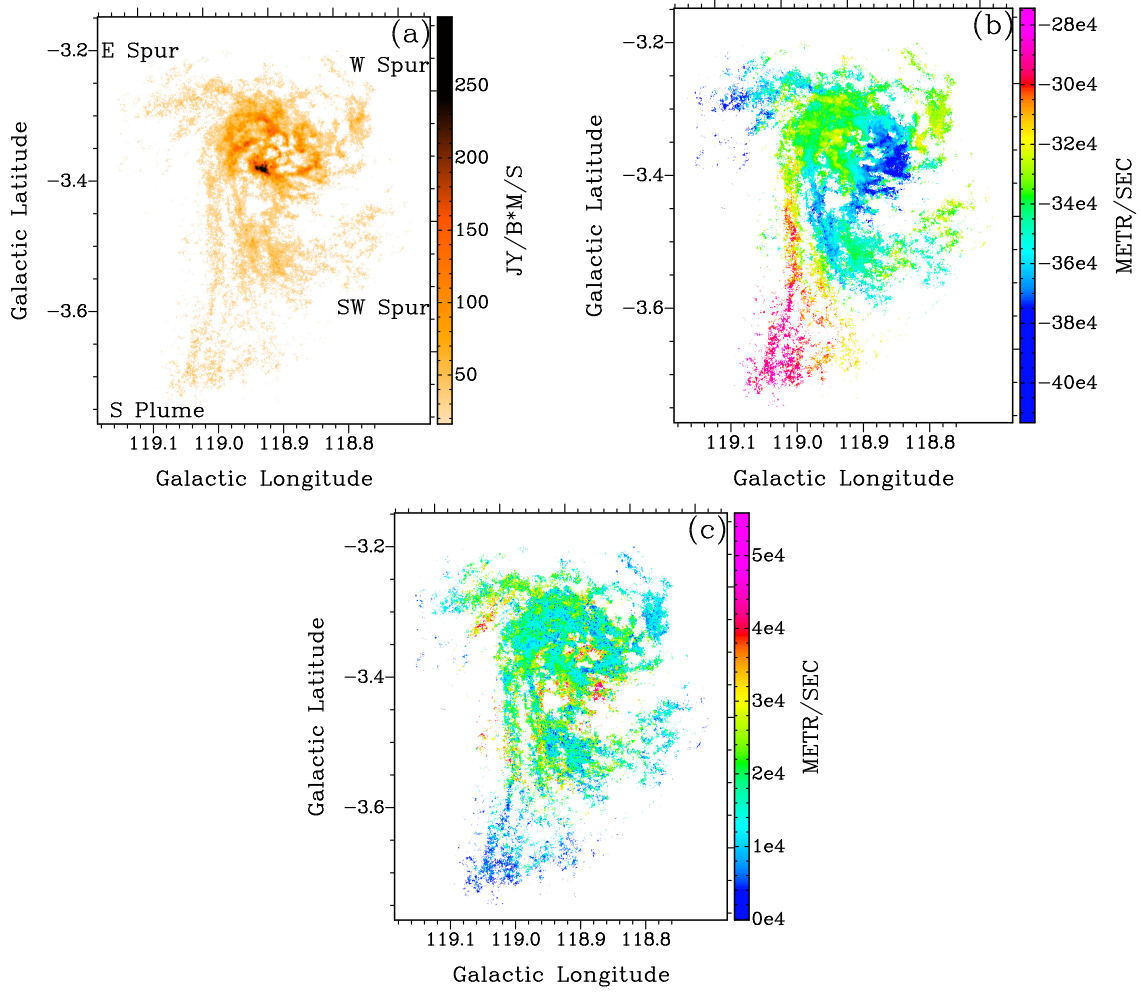 (a)
E Spur
W Spur
SW Spur
S Plume
−3.2
−3.4
−3.6
Galactic Latitude
119.1 119.0 118.9 118.8
Galactic Longitude
250
200
150
100
50
JY/B*M/S
(b)
−3.2
−3.4
−3.6
Galactic Latitude
119.1 119.0 118.9 118.8
Galactic Longitude
−28e4
−30e4
−32e4
−34e4
−36e4
−38e4
−40e4
METR/SEC
(c)
−3.2
−3.4
−3.6
Galactic Latitude
119.1 119.0 118.9 118.8
Galactic Longitude
5e4
4e4
3e4
2e4
1e4
0e4
METR/SEC